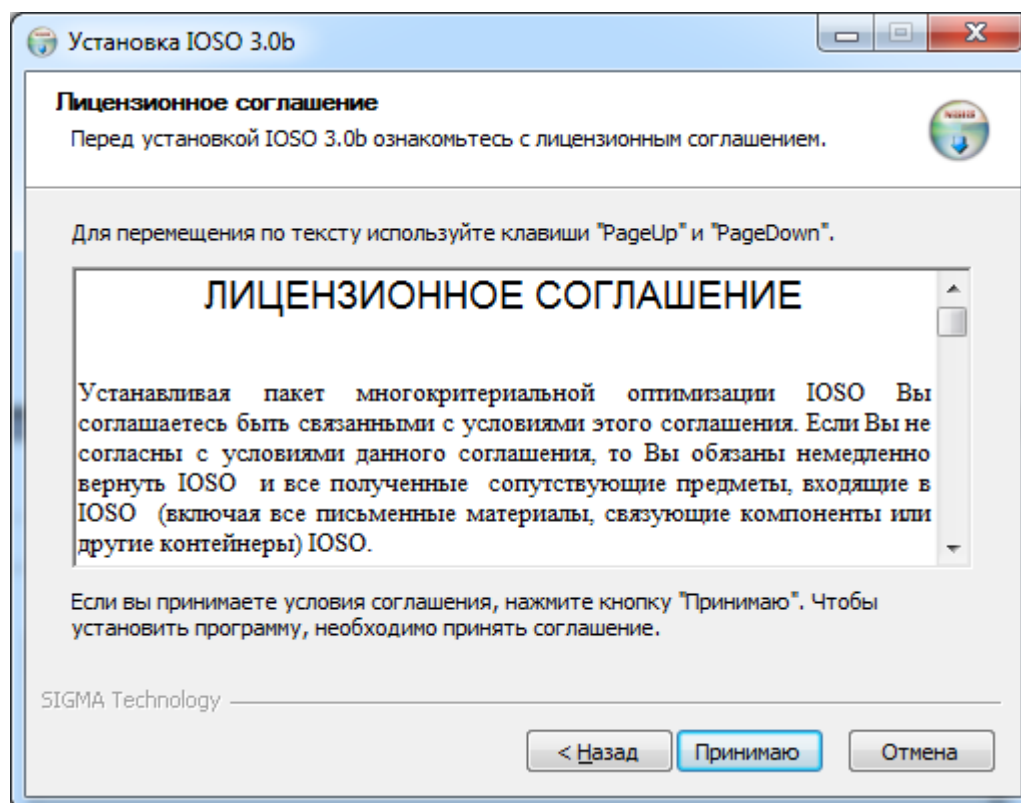 Установка IOSO 3.0b
Лицензионное соглашение
Перед установкой IOSO 3.0b ознакомьтесь с лицензионным соглашением.
Для перемещения по тексту используйте клавиши "PageUp" и "PageDown".
ЛИЦЕНЗИОННОЕ СОГЛАШЕНИЕ
Устанавливая пакет многокритериальной оптимизации IOSO Вы
соглашаетесь быть связанными с условиями этого соглашения. Если Вы не
согласны с условиями данного соглашения, то Вы обязаны немедленно
вернуть IOSO и все полученные сопутствующие предметы, входящие в
IOSO (включая все письменные материалы, связующие компоненты или
другие контейнеры) IOSO.
Если вы принимаете условия соглашения, нажмите кнопку "Принимаю". Чтобы
установить программу, необходимо принять соглашение.
SIGMA Technology
< Назад Принимаю Отмена